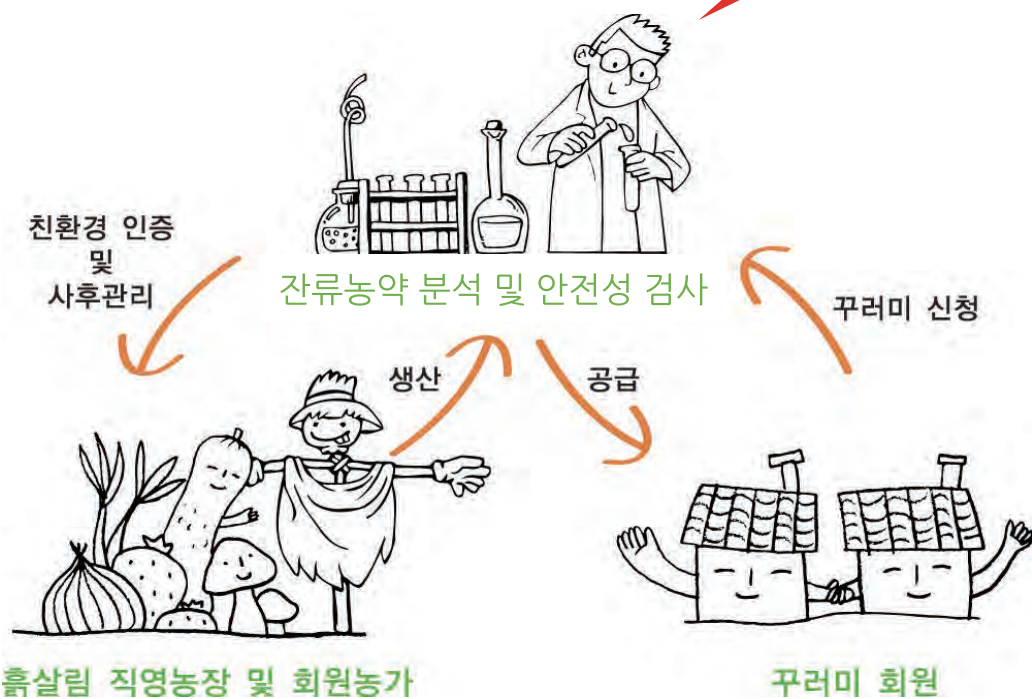 친환경 인증
및
사후관리
잔류농약 분석 및 안전성 검사
꾸러미 신청
생산
공급
흙살림 직영농장 및 회원농가
꾸러미 회원